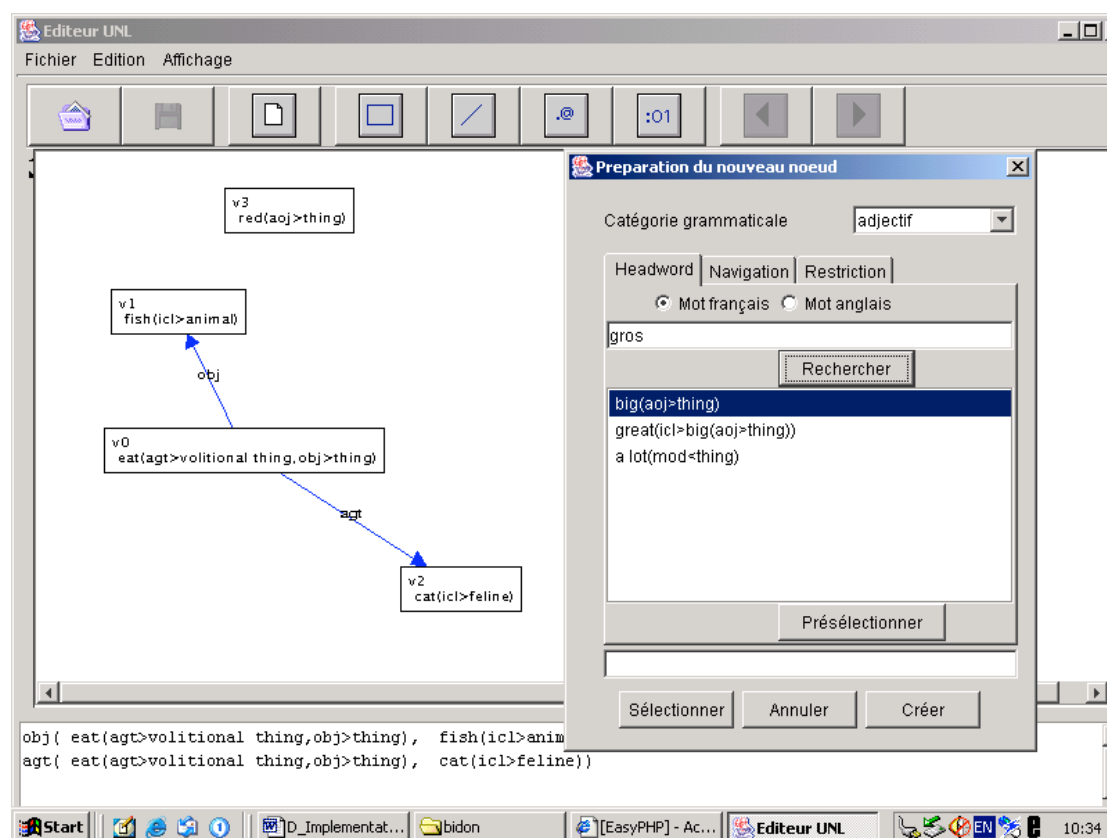 Editeur UNL
Fichier Edition Affichage
.@
:01
v3
red(aoj>thing)
v1
fish(icl>animal)
obj
v0
eat(agt>volitional thing,obj>thing)
agt
v2
cat(icl>feline)
Preparation du nouveau noeud
Catégorie grammaticale adjectif
Headword Navigation Restriction
Mot français Mot anglais
gros
Rechercher
big(aoj>thing)
great(icl>big(aoj>thing))
a lot(mod<thing)
Présélectionner
Sélectionner Annuler Créer
obj( eat(agt>volitional thing,obj>thing), fish(icl>anim
agt( eat(agt>volitional thing,obj>thing), cat(icl>feline))
Start D_Implementat... bidon [EasyPHP] - Ac... Editeur UNL EN 10:34